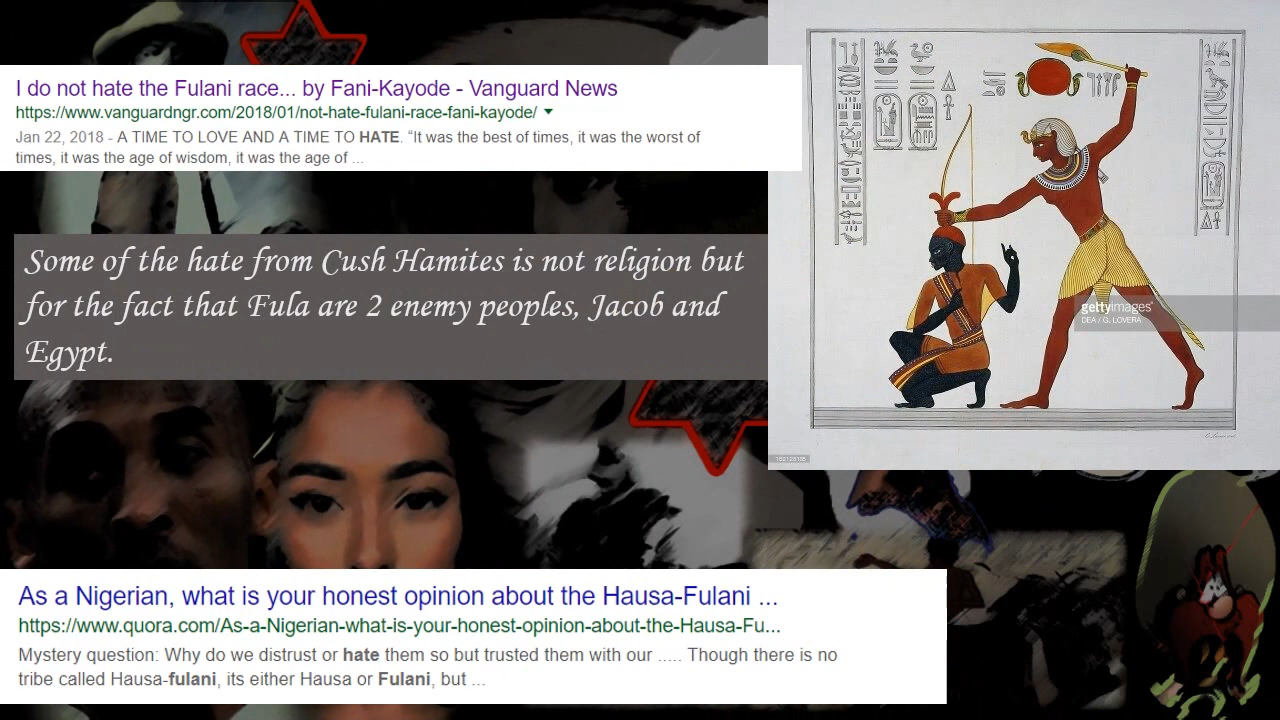 I do not hate the Fulani race... by Fani-Kayode - Vanguard News
https://www.vanguardngr.com/2018/01/not-hate-fulani-race-fani-kayode/
Jan 22, 2018 - A TIME TO LOVE AND A TIME TO HATE. “It was the best of times, it was the worst of
times, it was the age of wisdom, it was the age of ...
Some of the hate from Cush Hamites is not religion but
for the fact that Fula are 2 enemy peoples, Jacob and
Egypt.
gettyimages
DEA / G. LOVERA
As a Nigerian, what is your honest opinion about the Hausa-Fulani ...
https://www.quora.com/As-a-Nigerian-what-is-your-honest-opinion-about-the-Hausa-Fu...
Mystery question: Why do we distrust or hate them so but trusted them with our ..... Though there is no
tribe called Hausa-fulani, its either Hausa or Fulani, but ...